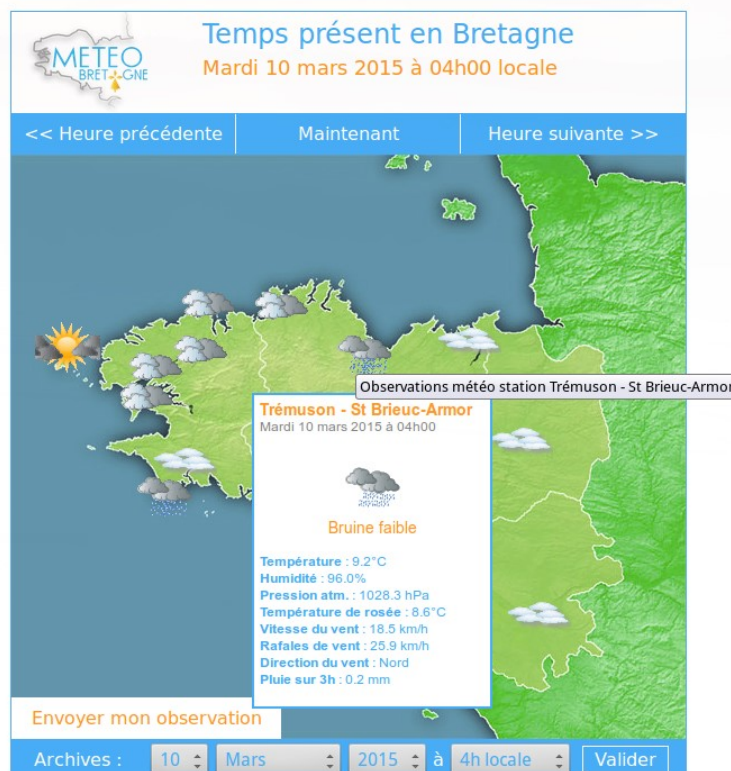 METEO
BRET GNE
Temps présent en Bretagne
Mardi 10 mars 2015 à 04h00 locale
<< Heure précédente
Maintenant
Heure suivante >>
Observations météo station Trémuson - St Brieuc-Armor
Trémuson - St Brieuc-Armor
Mardi 10 mars 2015 à 04h00
Bruine faible
Température : 9.2°C
Humidité : 96.0%
Pression atm. : 1028.3 hPa
Température de rosée : 8.6°C
Vitesse du vent : 18.5 km/h
Rafales de vent : 25.9 km/h
Direction du vent : Nord
Pluie sur 3h : 0.2 mm
Envoyer mon observation
Archives : 10 Mars 2015 à 4h locale Valider